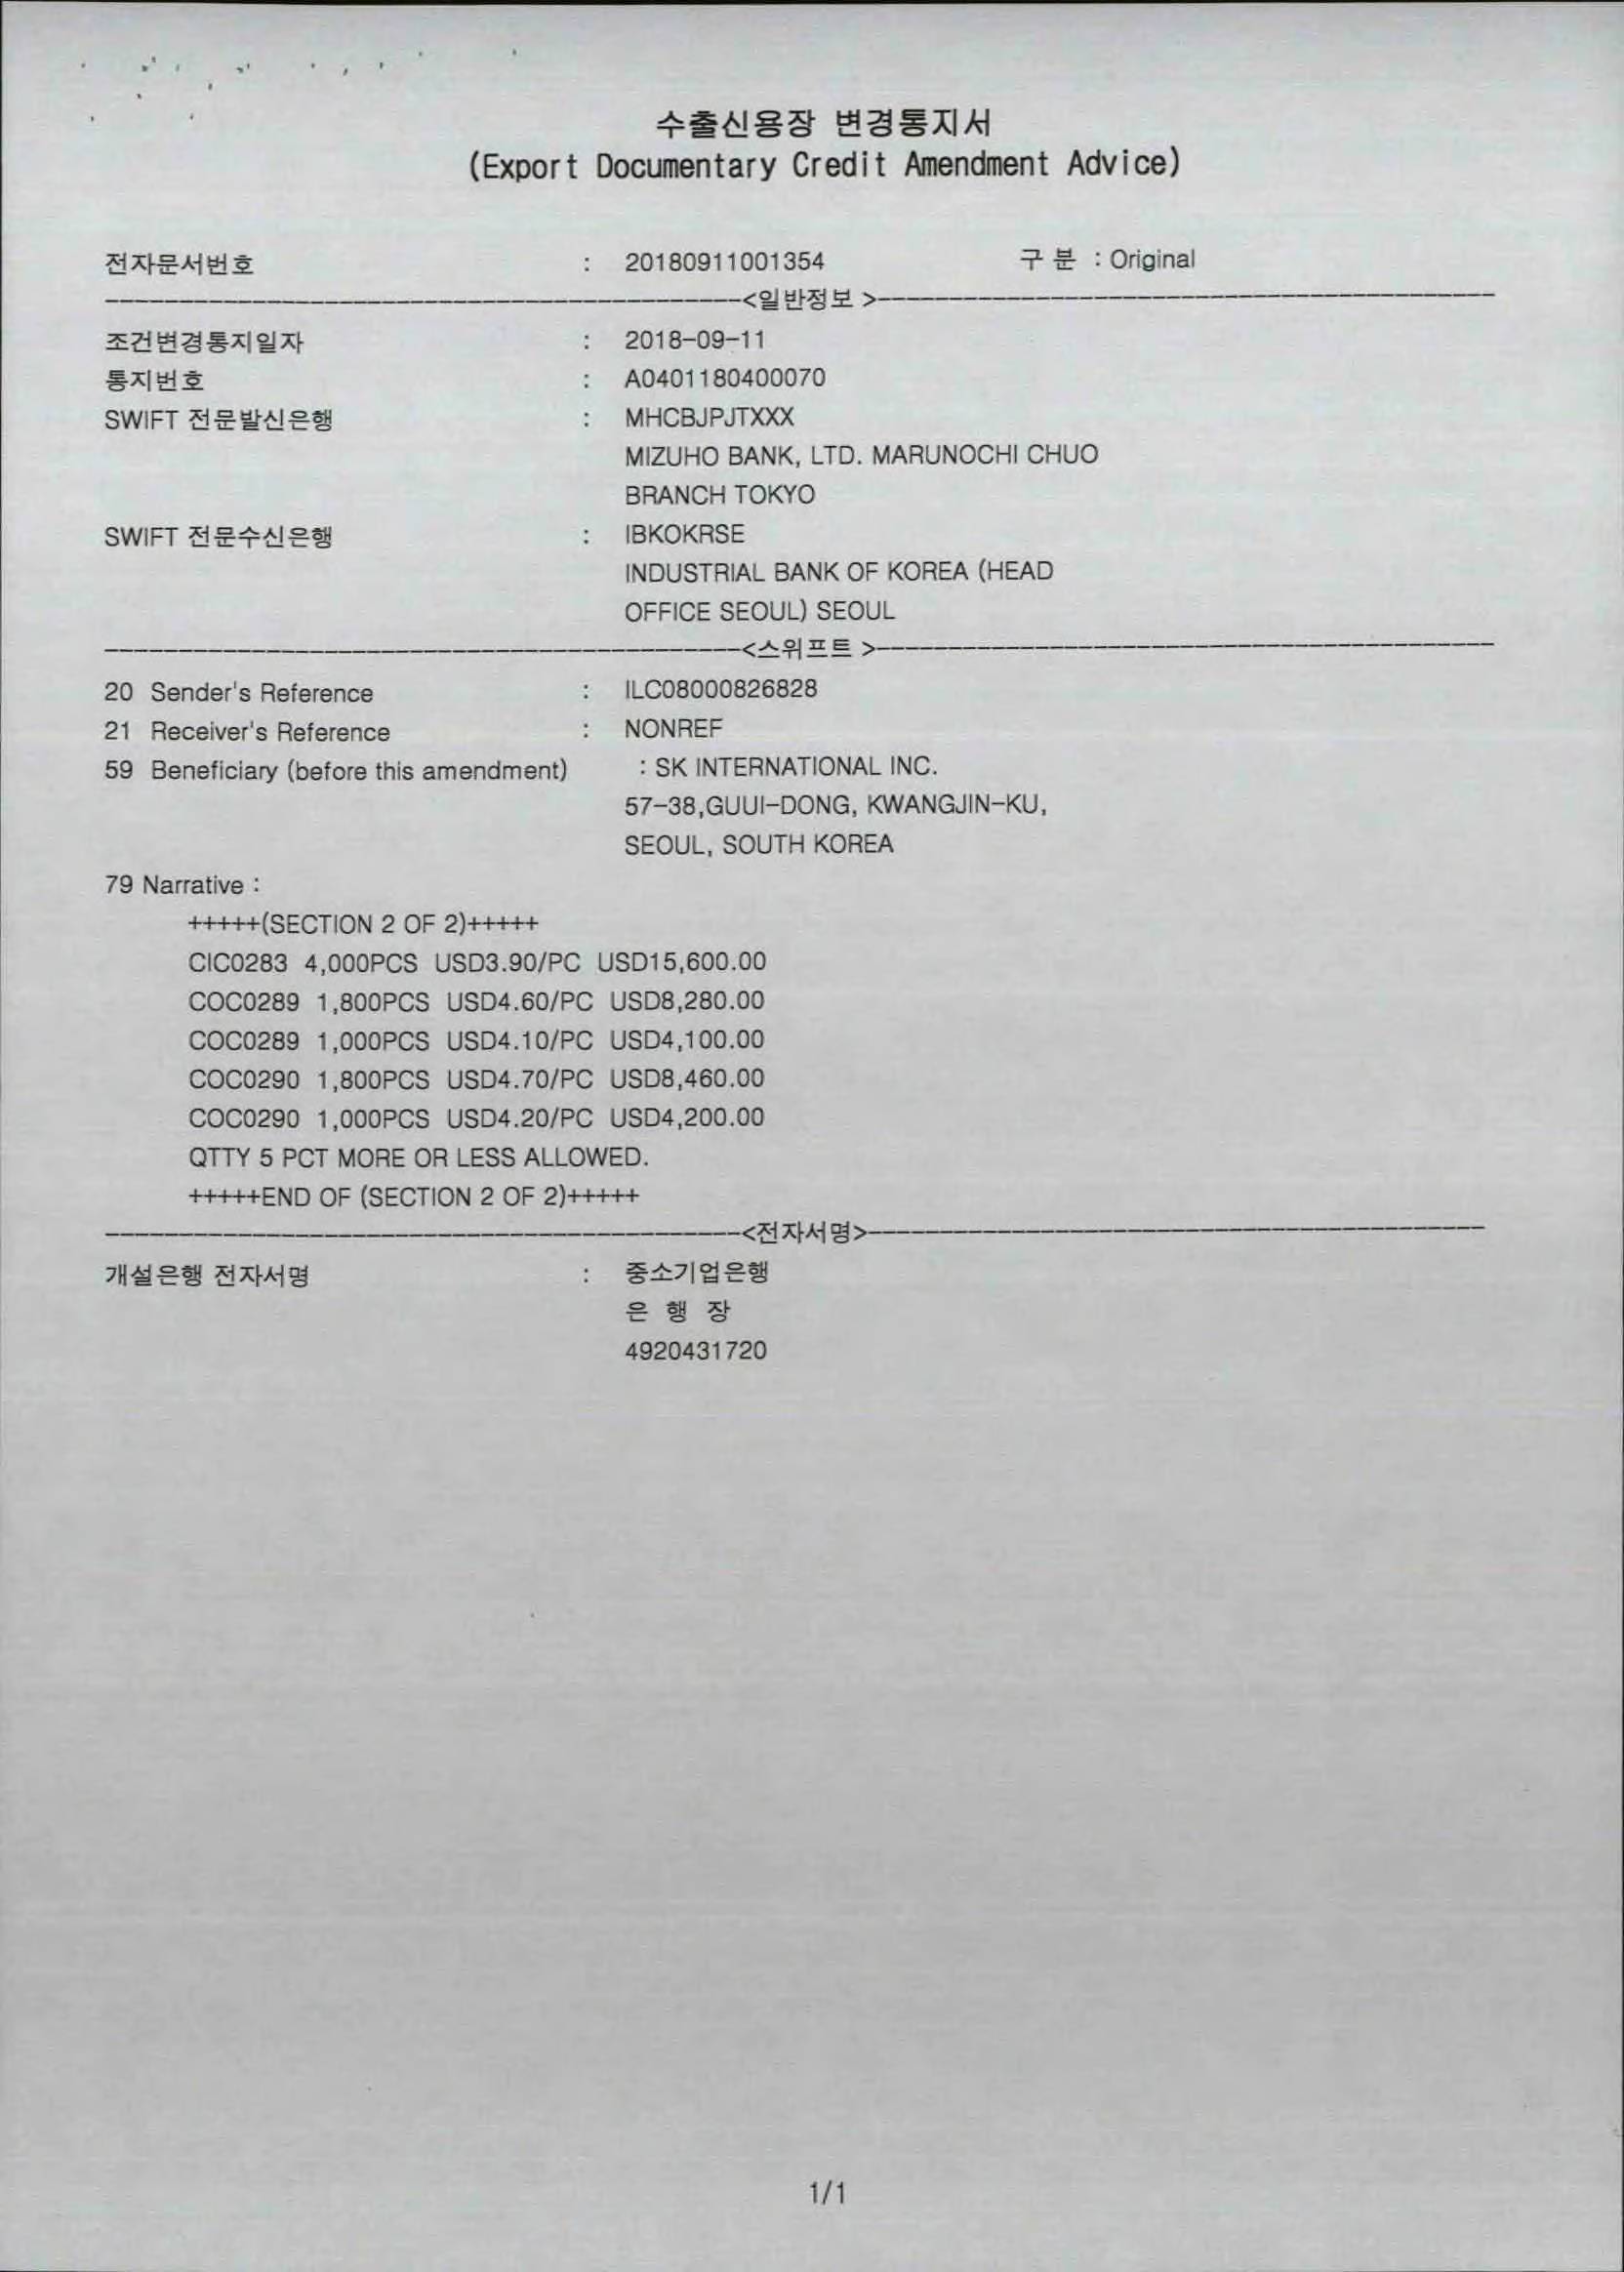 수출신용장 변경통지서
(Export Documentary Credit Amendment Advice)
전자문서번호 : 20180911001354 구 분 : Original
<일반정보>
조건변경통지일자 : 2018-09-11
통지번호 : A0401180400070
SWIFT 전문발신은행 : MHCBJPJTXXX
MIZUHO BANK, LTD. MARUNOCHI CHUO
BRANCH TOKYO
SWIFT 전문수신은행 : IBKOKRSE
INDUSTRIAL BANK OF KOREA (HEAD
OFFICE SEOUL) SEOUL
<스위프트>
20 Sender's Reference : ILC08000826828
21 Receiver's Reference : NONREF
59 Beneficiary (before this amendment) : SK INTERNATIONAL INC.
57-38,GUUI-DONG, KWANGJIN-KU,
SEOUL, SOUTH KOREA
79 Narrative :
+++++(SECTION 2 OF 2)+++++
CIC0283 4,000PCS USD3.90/PC USD15,600.00
COC0289 1,800PCS USD4.60/PC USD8,280.00
COC0289 1,000PCS USD4.10/PC USD4,100.00
COC0290 1,800PCS USD4.70/PC USD8,460.00
COC0290 1,000PCS USD4.20/PC USD4,200.00
QTTY 5 PCT MORE OR LESS ALLOWED.
+++++END OF (SECTION 2 OF 2)+++++
<전자서명>
개설은행 전자서명 : 중소기업은행
은 행 장
4920431720
1/1